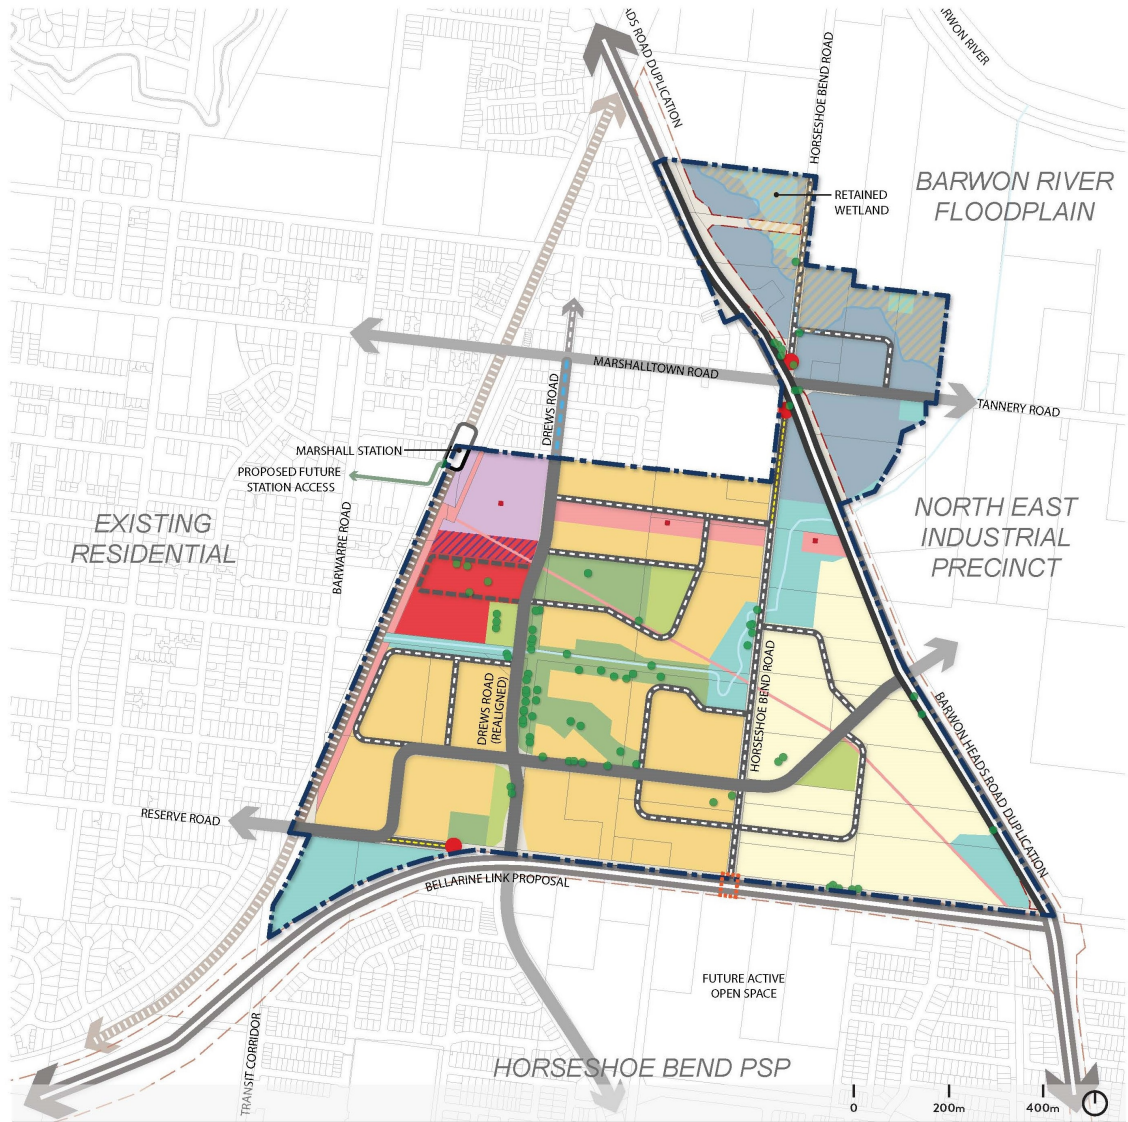 ADS ROAD DUPLICATION
HORSESHOE BEND ROAD
BARWON RIVER
BARWON RIVER
FLOODPLAIN
RETAINED
WETLAND
MARSHALLTOWN ROAD
TANNERY ROAD
DREWS ROAD
MARSHALL STATION
PROPOSED FUTURE
STATION ACCESS
EXISTING
RESIDENTIAL
BARWARRE ROAD
NORTH EAST
INDUSTRIAL
PRECINCT
DREWS ROAD
(REALIGNED)
HORSESHOE BEND ROAD
BARWON HEADS ROAD DUPLICATION
RESERVE ROAD
BELLARINE LINK PROPOSAL
FUTURE ACTIVE
OPEN SPACE
TRANSIT CORRIDOR
HORSESHOE BEND PSP
0 200m 400m